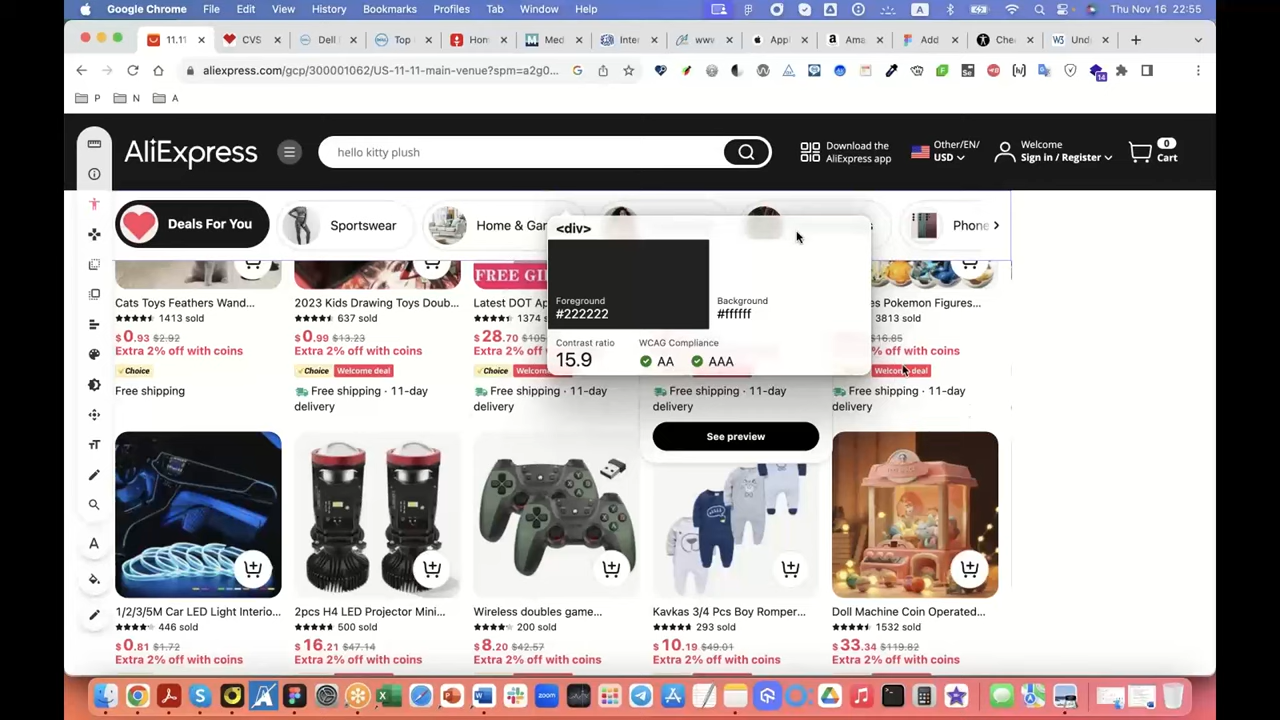 Google Chrome File Edit View History Bookmarks Profiles Tab Window Help A Thu Nov 16 22:55
11.11 CVS Dell Top Hom Med Inter www Appl Ama Add Che Und
aliexpress.com/gcp/300001062/US-11-11-main-venue?spm=a2g0...
14
P N A
AliExpress
hello kitty plush
Download the
AliExpress app
Other/EN/
USD
Welcome
Sign in / Register
0
Cart
Deals For You
Sportswear
Home & Gar
s
Phone
<div>
Foreground
#222222
Background
#ffffff
Contrast ratio
15.9
WCAG Compliance
AA AAA
FREE GIF
Cats Toys Feathers Wand...
1413 sold
$0.93 $2.92
Extra 2% off with coins
Choice
Free shipping
2023 Kids Drawing Toys Doub...
637 sold
$0.99 $13.23
Extra 2% off with coins
Choice Welcome deal
Free shipping · 11-day
delivery
Latest DOT Ap
1374
$28.70 $105
Extra 2% off with coins
Choice Welcom
Free shipping · 11-day
delivery
Free shipping · 11-day
delivery
See preview
es Pokemon Figures...
3813 sold
$16.65
% off with coins
Welcome deal
Free shipping · 11-day
delivery
1/2/3/5M Car LED Light Interio...
446 sold
$0.81 $1.72
Extra 2% off with coins
2pcs H4 LED Projector Mini...
500 sold
$16.21 $47.14
Extra 2% off with coins
Wireless doubles game...
200 sold
$8.20 $42.57
Extra 2% off with coins
Kavkas 3/4 Pcs Boy Romper...
293 sold
$10.19 $49.01
Extra 2% off with coins
Doll Machine Coin Operated...
1532 sold
$33.34 $119.82
Extra 2% off with coins
zoom